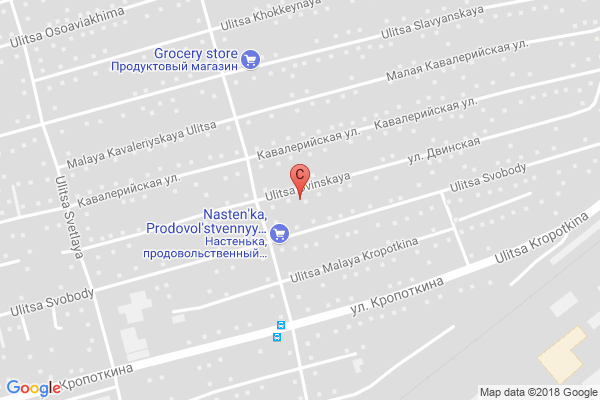 Ulitsa Khokkeynaya
Ulitsa Osoaviakhima
Ulitsa Slavyanskaya
Grocery store
Продуктовый магазин
Малая Кавалерийская ул.
Malaya Kavaleriyskaya Ulitsa
Кавалерийская ул.
Кавалерийская ул.
ул. Двинская
C
Ulitsa Dvinskaya
Ulitsa Svobody
Кавалерийская ул.
Ulitsa Svetlaya
Nasten'ka,
Prodovol'stvennyy...
Настенька,
продовольственный...
Ulitsa Malaya Kropotkina
Ulitsa Kropotkina
Ulitsa Svobody
ул. Кропоткина
Кропоткина
Google
Map data ©2018 Google